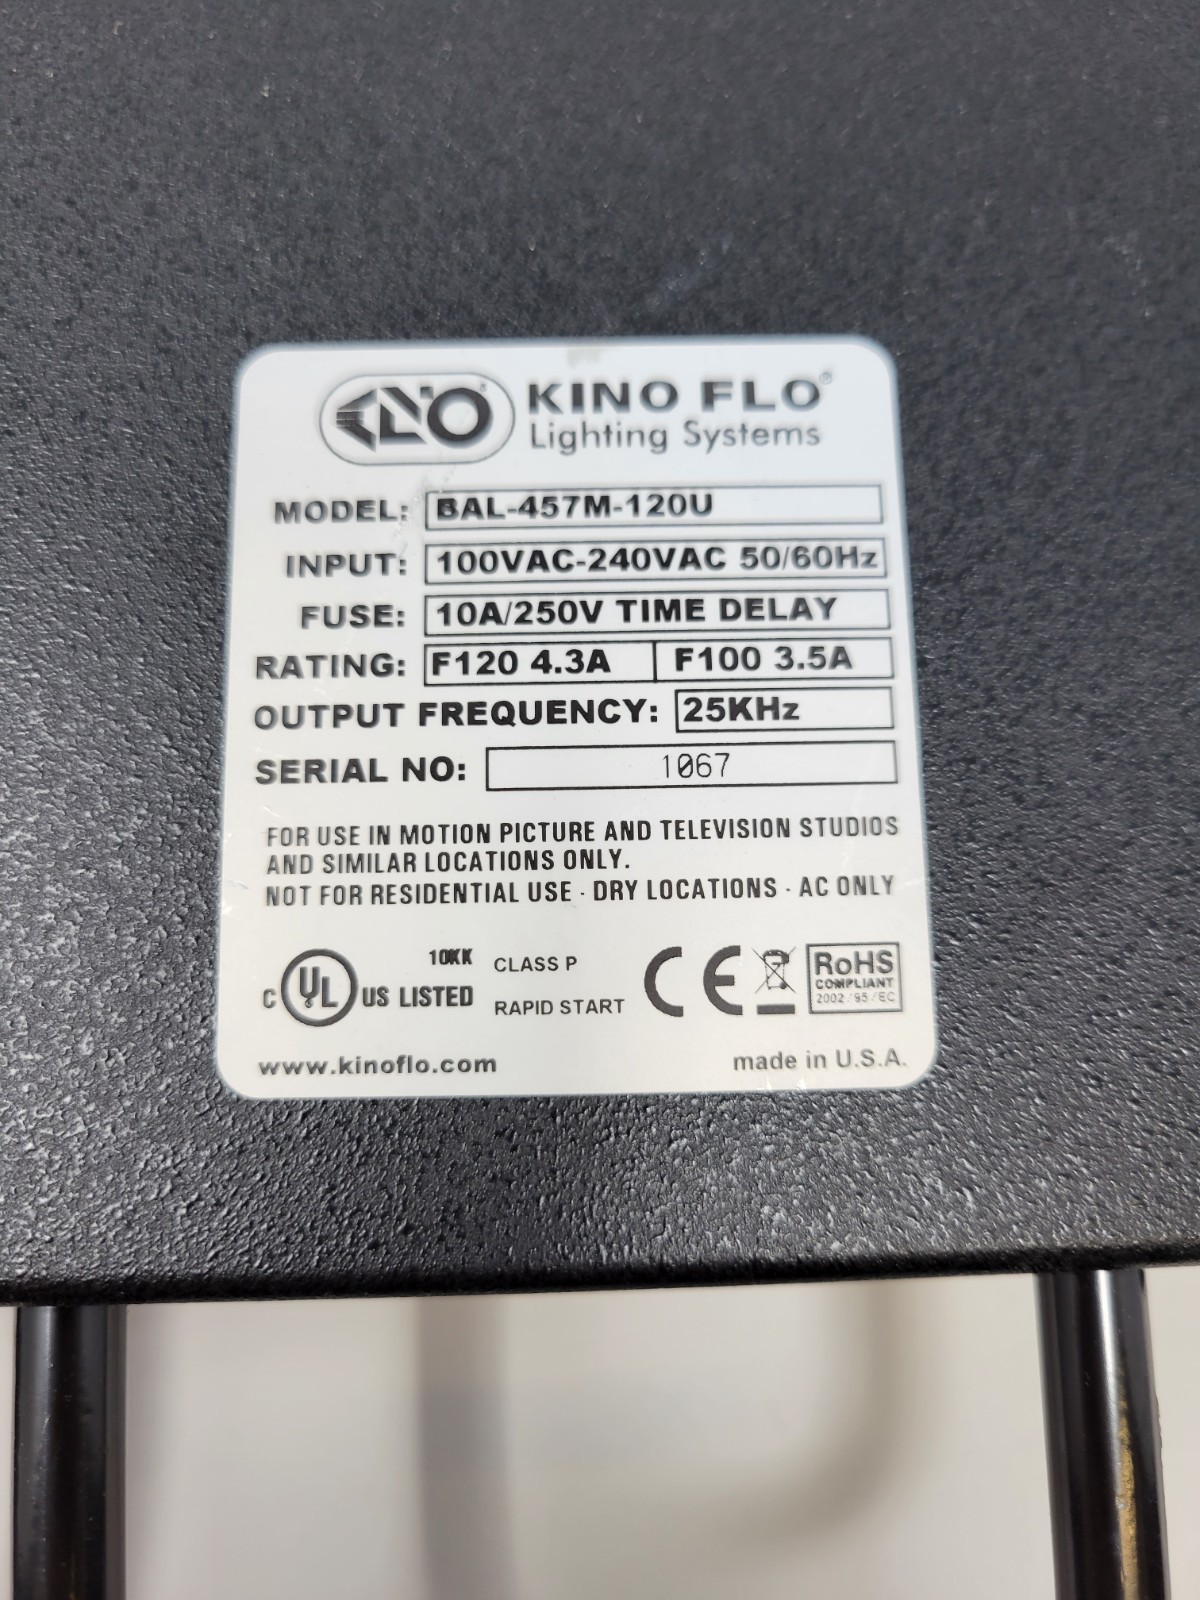 KINO KINO FLO®
Lighting Systems
MODEL: BAL-457M-120U
INPUT: 100VAC-240VAC 50/60Hz
FUSE: 10A/250V TIME DELAY
RATING: F120 4.3A F100 3.5A
OUTPUT FREQUENCY: 25KHz
SERIAL NO: 1067
FOR USE IN MOTION PICTURE AND TELEVISION STUDIOS
AND SIMILAR LOCATIONS ONLY.
NOT FOR RESIDENTIAL USE · DRY LOCATIONS · AC ONLY
C UL US LISTED 10KK
CLASS P
RAPID START
CE
RoHS
COMPLIANT
2002/95/EC
www.kinoflo.com made in U.S.A.